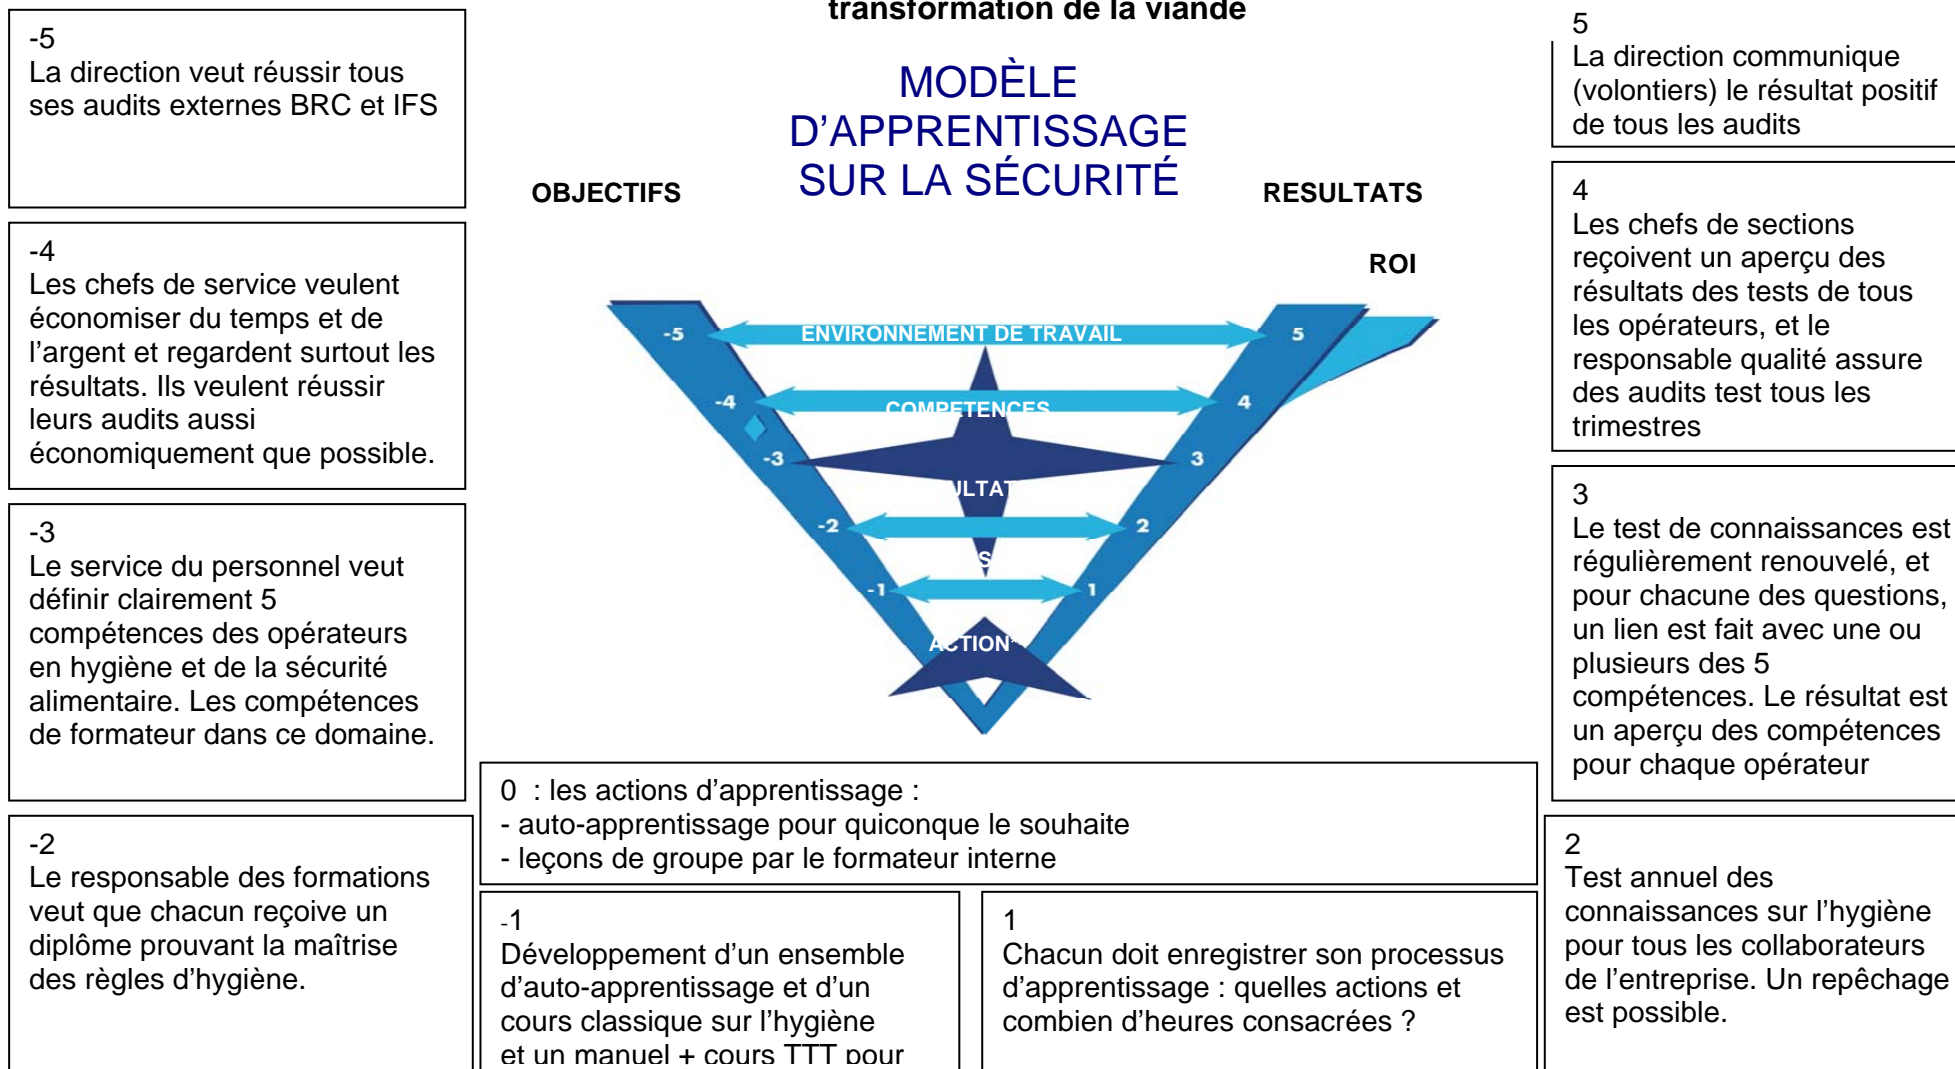 transformation de la viande
MODÈLE
D'APPRENTISSAGE
SUR LA SÉCURITÉ
OBJECTIFS
RESULTATS
ROI
-5
La direction veut réussir tous
ses audits externes BRC et IFS
-4
Les chefs de service veulent
économiser du temps et de
l'argent et regardent surtout les
résultats. Ils veulent réussir
leurs audits aussi
économiquement que possible.
-3
Le service du personnel veut
définir clairement 5
compétences des opérateurs
en hygiène et de la sécurité
alimentaire. Les compétences
de formateur dans ce domaine.
-2
Le responsable des formations
veut que chacun reçoive un
diplôme prouvant la maîtrise
des règles d'hygiène.
-5
ENVIRONNEMENT DE TRAVAIL
5
-4
COMPETENCES
4
-3
3
-2
2
-1
1
ACTION*
0 : les actions d'apprentissage :
- auto-apprentissage pour quiconque le souhaite
- leçons de groupe par le formateur interne
-1
Développement d'un ensemble
d'auto-apprentissage et d'un
cours classique sur l'hygiène
et un manuel + cours TTT pour
1
Chacun doit enregistrer son processus
d'apprentissage : quelles actions et
combien d'heures consacrées ?
5
La direction communique
(volontiers) le résultat positif
de tous les audits
4
Les chefs de sections
reçoivent un aperçu des
résultats des tests de tous
les opérateurs, et le
responsable qualité assure
des audits test tous les
trimestres
3
Le test de connaissances est
régulièrement renouvelé, et
pour chacune des questions,
un lien est fait avec une ou
plusieurs des 5
compétences. Le résultat est
un aperçu des compétences
pour chaque opérateur
2
Test annuel des
connaissances sur l'hygiène
pour tous les collaborateurs
de l'entreprise. Un repêchage
est possible.